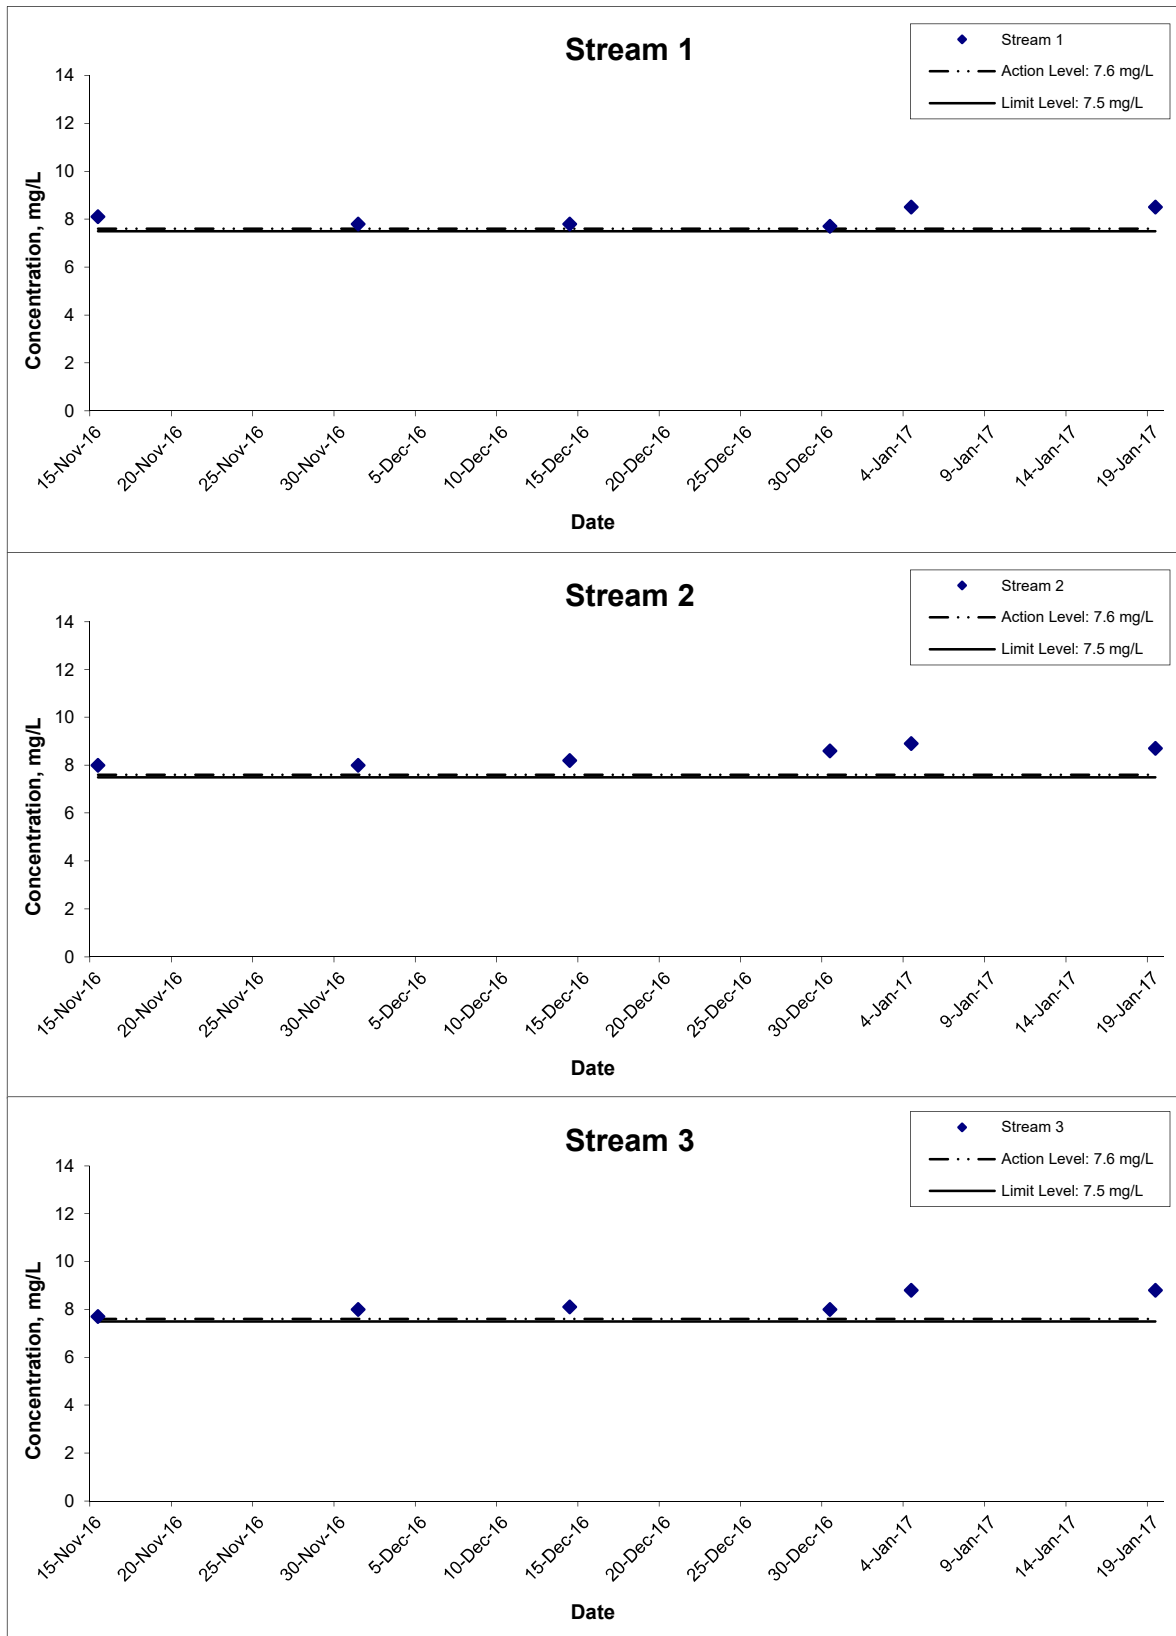 Stream 1
Stream 1
Action Level: 7.6 mg/L
Limit Level: 7.5 mg/L
Concentration, mg/L
14
12
10
8
6
4
2
0
15-Nov-16
20-Nov-16
25-Nov-16
30-Nov-16
5-Dec-16
10-Dec-16
15-Dec-16
20-Dec-16
25-Dec-16
30-Dec-16
4-Jan-17
9-Jan-17
14-Jan-17
19-Jan-17
Date
Stream 2
Stream 2
Action Level: 7.6 mg/L
Limit Level: 7.5 mg/L
Concentration, mg/L
14
12
10
8
6
4
2
0
15-Nov-16
20-Nov-16
25-Nov-16
30-Nov-16
5-Dec-16
10-Dec-16
15-Dec-16
20-Dec-16
25-Dec-16
30-Dec-16
4-Jan-17
9-Jan-17
14-Jan-17
19-Jan-17
Date
Stream 3
Stream 3
Action Level: 7.6 mg/L
Limit Level: 7.5 mg/L
Concentration, mg/L
14
12
10
8
6
4
2
0
15-Nov-16
20-Nov-16
25-Nov-16
30-Nov-16
5-Dec-16
10-Dec-16
15-Dec-16
20-Dec-16
25-Dec-16
30-Dec-16
4-Jan-17
9-Jan-17
14-Jan-17
19-Jan-17
Date